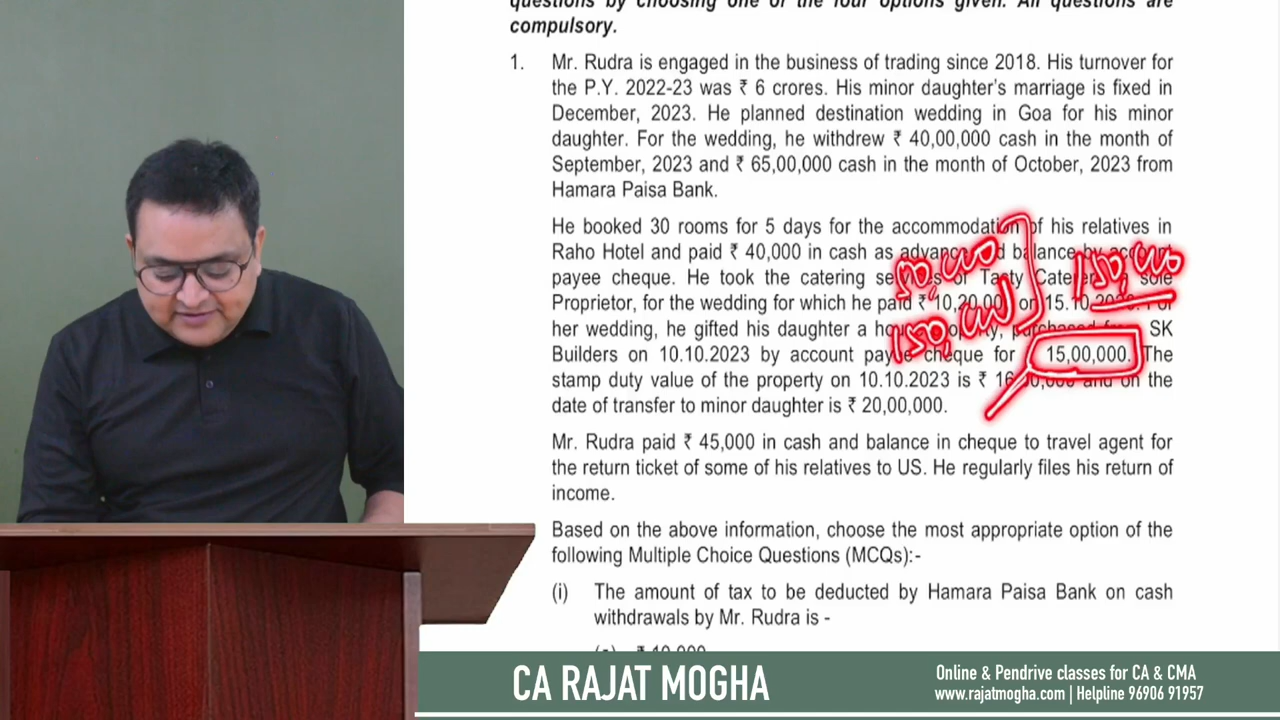 questions by choosing one of the four options given. All questions are
compulsory.
1. Mr. Rudra is engaged in the business of trading since 2018. His turnover for
the P.Y. 2022-23 was ₹ 6 crores. His minor daughter's marriage is fixed in
December, 2023. He planned destination wedding in Goa for his minor
daughter. For the wedding, he withdrew ₹ 40,00,000 cash in the month of
September, 2023 and ₹ 65,00,000 cash in the month of October, 2023 from
Hamara Paisa Bank.
He booked 30 rooms for 5 days for the accommodation of his relatives in
Raho Hotel and paid ₹ 40,000 in cash as balance by account
payee cheque. He took the catering of Tasty sole
Proprietor, for the wedding for which he paid ₹ 10,20,000 on 15.10.
her wedding, he gifted his daughter a SK
Builders on 10.10.2023 by account payee cheque for 15,00,000. The
stamp duty value of the property on 10.10.2023 is ₹ and on the
date of transfer to minor daughter is ₹ 20,00,000.
50,000
150,000
150,000
Mr. Rudra paid ₹ 45,000 in cash and balance in cheque to travel agent for
the return ticket of some of his relatives to US. He regularly files his return of
income.
Based on the above information, choose the most appropriate option of the
following Multiple Choice Questions (MCQs):-
(i) The amount of tax to be deducted by Hamara Paisa Bank on cash
withdrawals by Mr. Rudra is -
CA RAJAT MOGHA
Online & Pendrive classes for CA & CMA
www.rajatmogha.com | Helpline 96906 91957